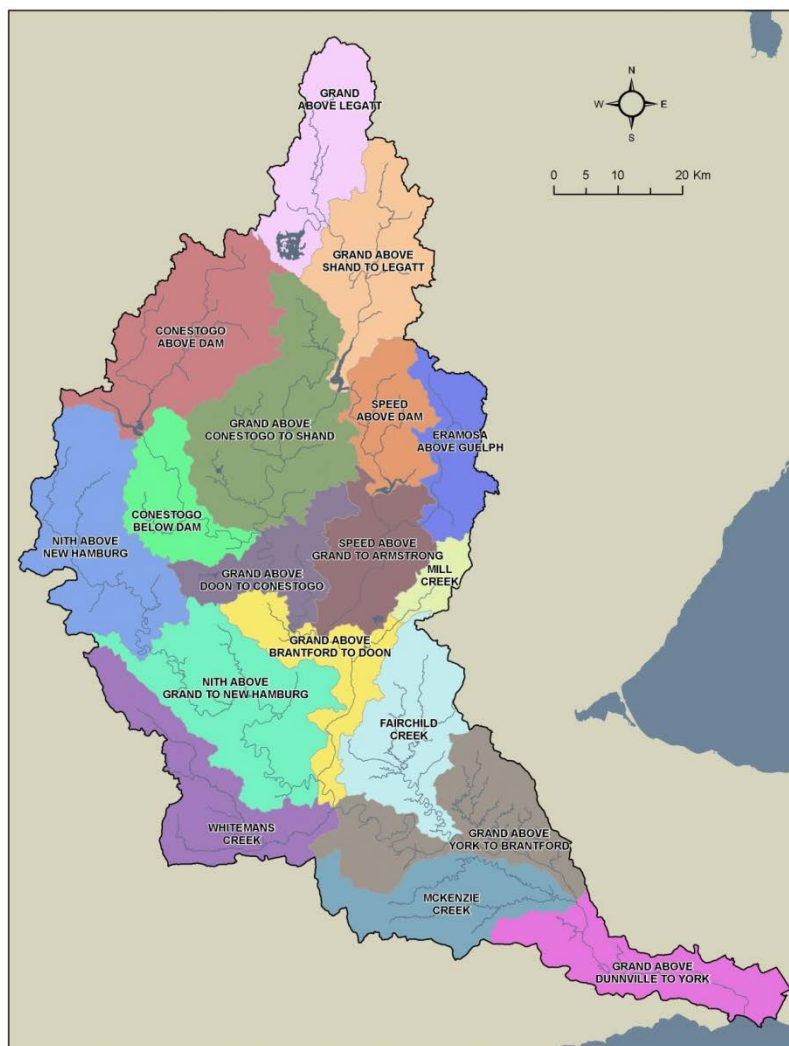 GRAND
ABOVE LEGATT
N
W
E
S
0 5 10 20 Km
GRAND ABOVE
SHAND TO LEGATT
CONESTOGO
ABOVE DAM
SPEED
ABOVE DAM
GRAND ABOVE
CONESTOGO TO SHAND
ERAMOSA
ABOVE GUELPH
CONESTOGO
BELOW DAM
NITH ABOVE
NEW HAMBURG
SPEED ABOVE
GRAND TO ARMSTRONG
GRAND ABOVE
DOON TO CONESTOGO
MILL
CREEK
GRAND ABOVE
BRANTFORD TO DOON
NITH ABOVE
GRAND TO NEW HAMBURG
FAIRCHILD
CREEK
WHITEMANS
CREEK
GRAND ABOVE
YORK TO BRANTFORD
MCKENZIE
CREEK
GRAND ABOVE
DUNNVILLE TO YORK